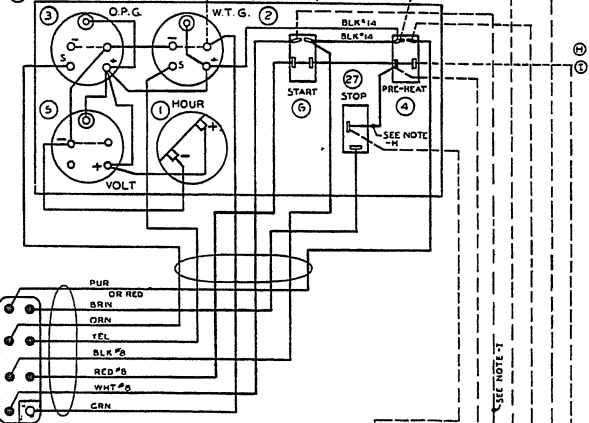 3
O.P.G.
W.T.G.
2
BLK#14
BLK#14
S
+
S
+
27
START
6
STOP
PRE-HEAT
4
H
I
SEE NOTE
-H
5
1
HOUR
+
-
-
+
VOLT
PUR
OR RED
BRN
ORN
YEL
BLK #8
RED #8
WHT #8
GRN
SEE NOTE -I